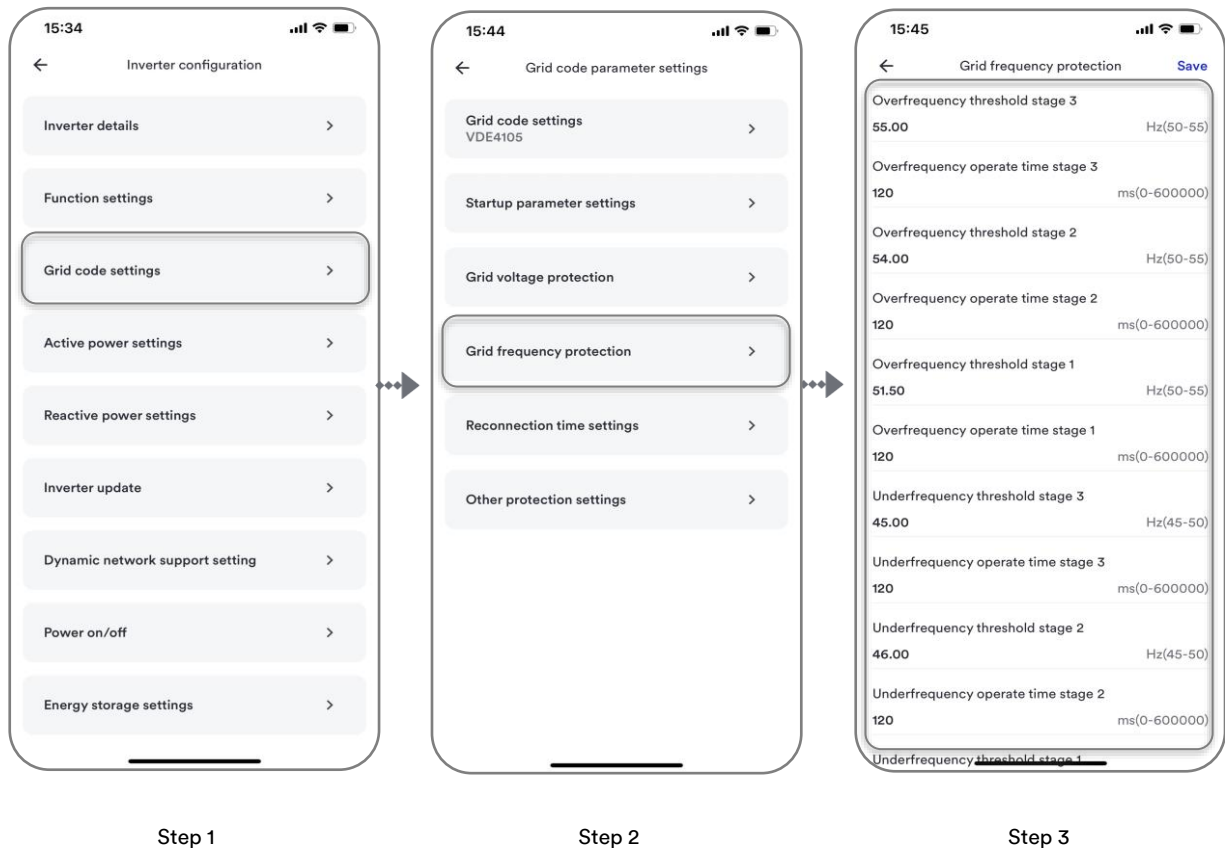 15:34
Inverter configuration
Inverter details
Function settings
Grid code settings
Active power settings
Reactive power settings
Inverter update
Dynamic network support setting
Power on/off
Energy storage settings
Step 1
15:44
Grid code parameter settings
Grid code settings
VDE4105
Startup parameter settings
Grid voltage protection
Grid frequency protection
Reconnection time settings
Other protection settings
Step 2
15:45
Grid frequency protection Save
Overfrequency threshold stage 3
55.00 Hz(50-55)
Overfrequency operate time stage 3
120 ms(0-600000)
Overfrequency threshold stage 2
54.00 Hz(50-55)
Overfrequency operate time stage 2
120 ms(0-600000)
Overfrequency threshold stage 1
51.50 Hz(50-55)
Overfrequency operate time stage 1
120 ms(0-600000)
Underfrequency threshold stage 3
45.00 Hz(45-50)
Underfrequency operate time stage 3
120 ms(0-600000)
Underfrequency threshold stage 2
46.00 Hz(45-50)
Underfrequency operate time stage 2
120 ms(0-600000)
Underfrequency threshold stage 1
Step 3